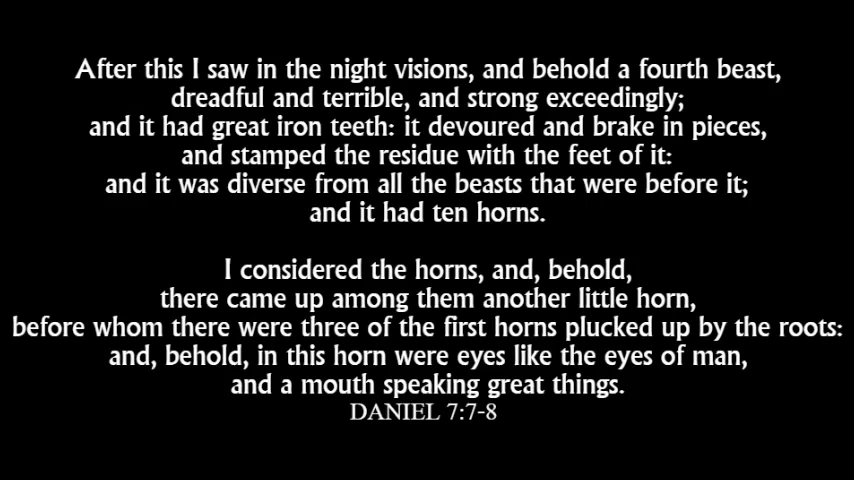 After this I saw in the night visions, and behold a fourth beast,
dreadful and terrible, and strong exceedingly;
and it had great iron teeth: it devoured and brake in pieces,
and stamped the residue with the feet of it:
and it was diverse from all the beasts that were before it;
and it had ten horns.
I considered the horns, and, behold,
there came up among them another little horn,
before whom there were three of the first horns plucked up by the roots:
and, behold, in this horn were eyes like the eyes of man,
and a mouth speaking great things.
DANIEL 7:7-8